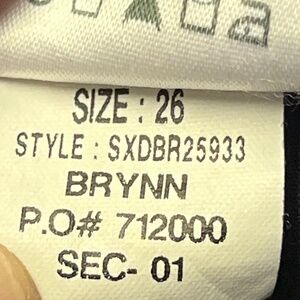 SIZE : 26
STYLE : SXDBR25933
BRYNN
P.O# 712000
SEC- 01